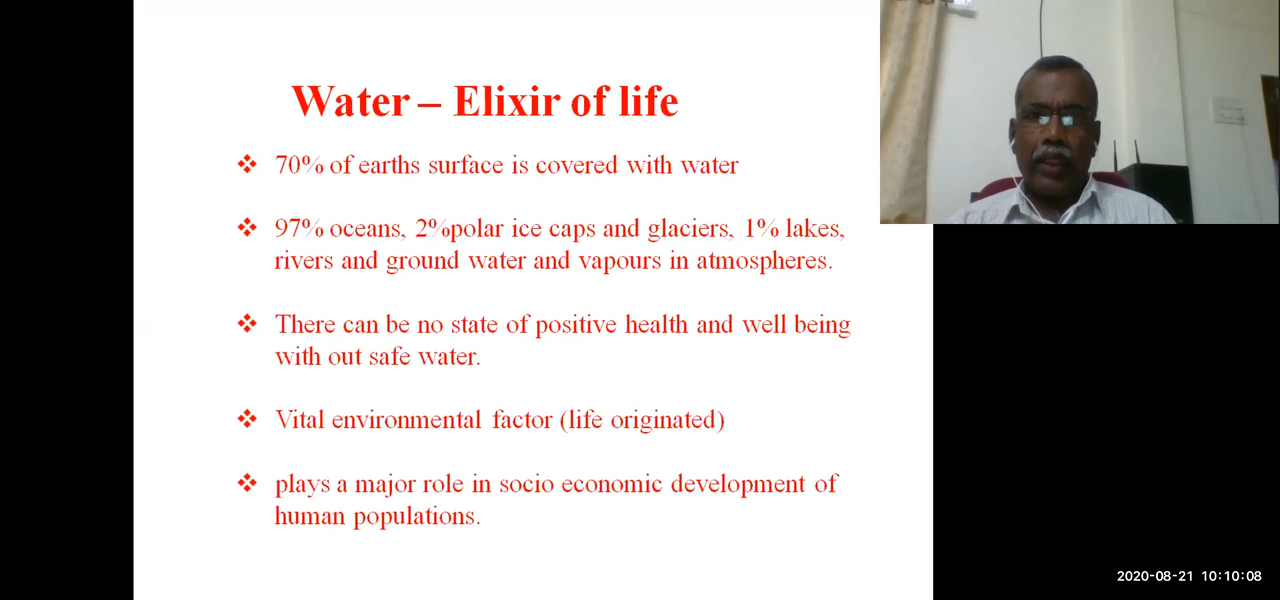 Water – Elixir of life
❖ 70% of earths surface is covered with water
❖ 97% oceans, 2%polar ice caps and glaciers, 1% lakes,
rivers and ground water and vapours in atmospheres.
❖ There can be no state of positive health and well being
with out safe water.
❖ Vital environmental factor (life originated)
❖ plays a major role in socio economic development of
human populations.
2020-08-21 10:10:08